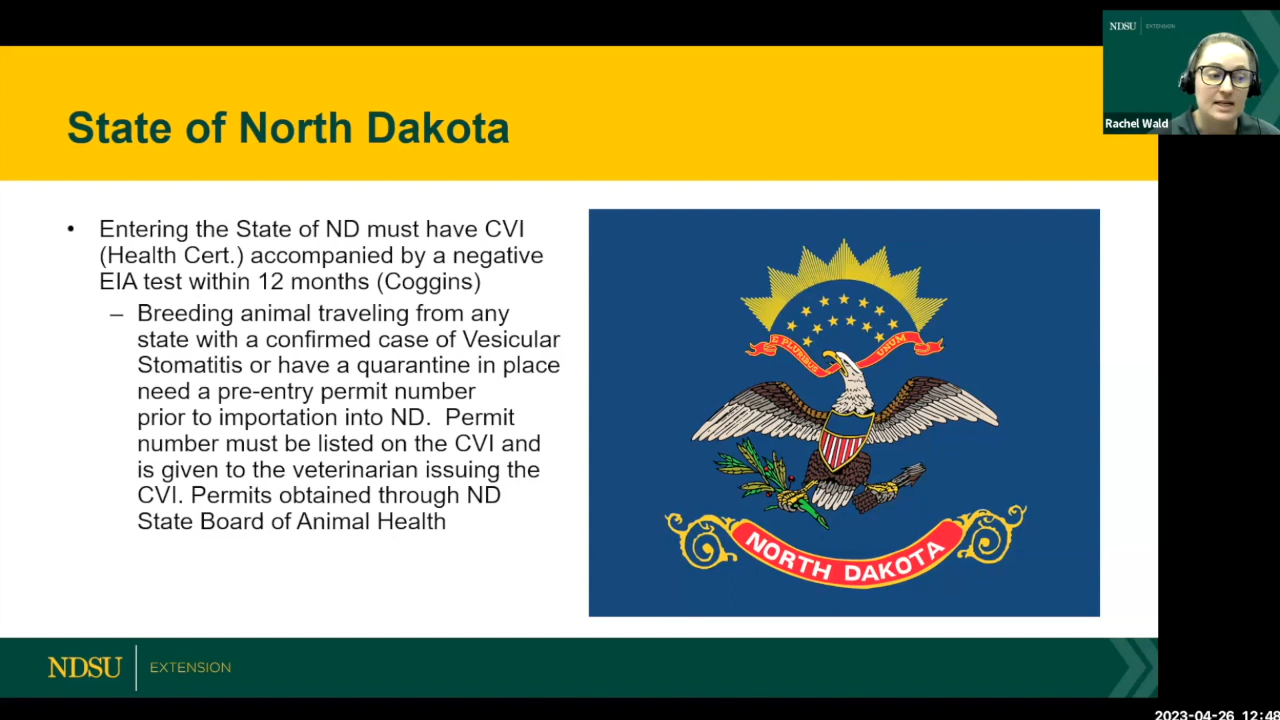 NDSU EXTENSION
Rachel Wald
State of North Dakota
• Entering the State of ND must have CVI
(Health Cert.) accompanied by a negative
EIA test within 12 months (Coggins)
– Breeding animal traveling from any
state with a confirmed case of Vesicular
Stomatitis or have a quarantine in place
need a pre-entry permit number
prior to importation into ND. Permit
number must be listed on the CVI and
is given to the veterinarian issuing the
CVI. Permits obtained through ND
State Board of Animal Health
E PLURIBUS UNUM
NORTH DAKOTA
NDSU EXTENSION
2023-04-26 12:48